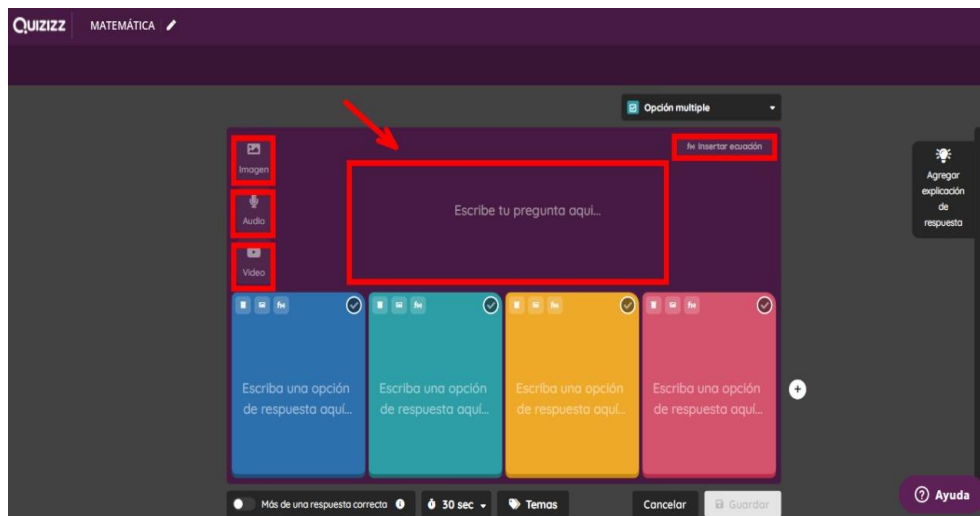 QUIZIZZ MATEMÁTICA
Opción multiple
Imagen
fx Insertar ecuación
Audio
Escribe tu pregunta aqui...
Video
Agregar
explicación
de
respuesta
Escriba una opción
de respuesta aquí...
Escriba una opción
de respuesta aquí...
Escriba una opción
de respuesta aquí...
Escriba una opción
de respuesta aquí...
Más de una respuesta correcta
30 sec
Temas
Cancelar
Guardar
Ayuda